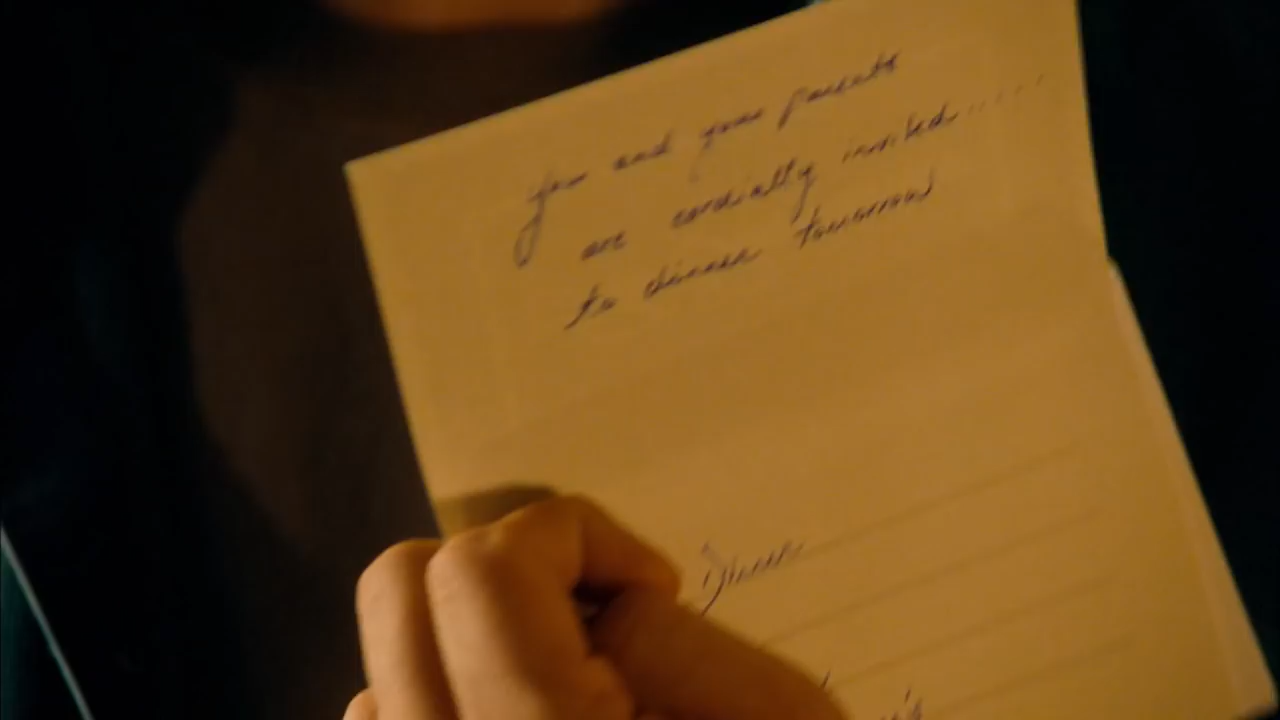 you and your parents
are cordially invited......
to dinner tomorrow